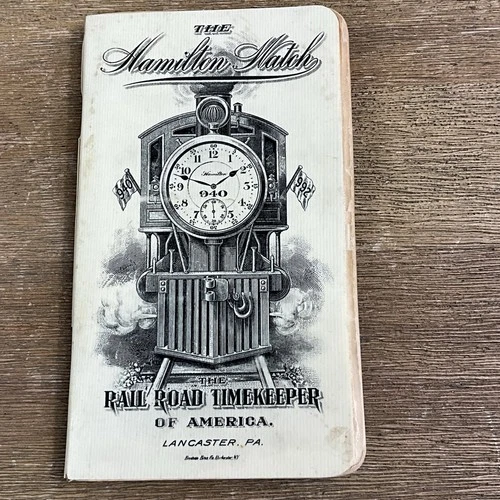 THE
Hamilton Watch
12
1
2
3
4
5
6
7
8
9
10
11
Hamilton
940
940
992
THE
RAIL ROAD TIMEKEEPER
OF AMERICA.
LANCASTER, PA.